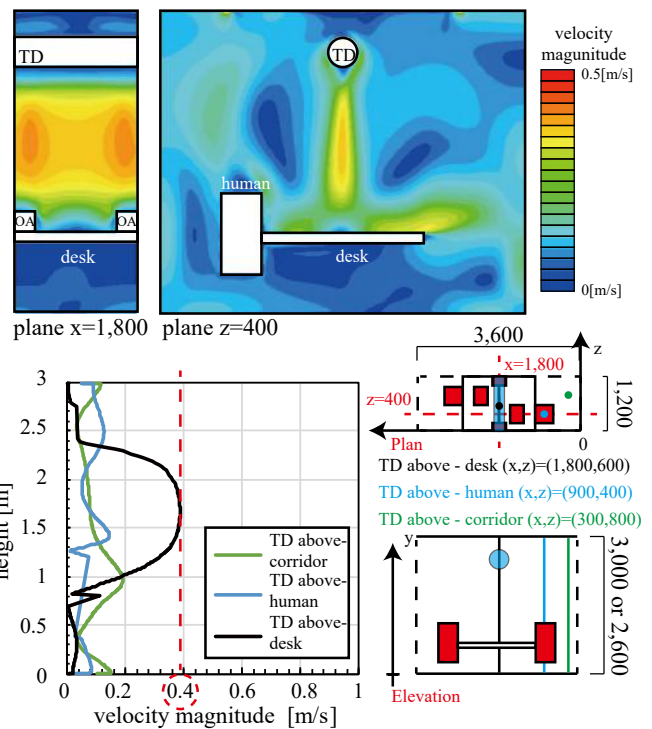 TD
OA
OA
desk
plane x=1,800
TD
human
desk
plane z=400
velocity
magunitude
0.5[m/s]
0[m/s]
3
2.5
2
1.5
1
0.5
0
height [m]
0
0.2
0.4
0.6
0.8
1
velocity magnitude [m/s]
TD above-
corridor
TD above-
human
TD above-
desk
3,600
z
x=1,800
z=400
1,200
Plan
0
TD above - desk (x,z)=(1,800,600)
TD above - human (x,z)=(900,400)
TD above - corridor (x,z)=(300,800)
y
3,000 or 2,600
Elevation